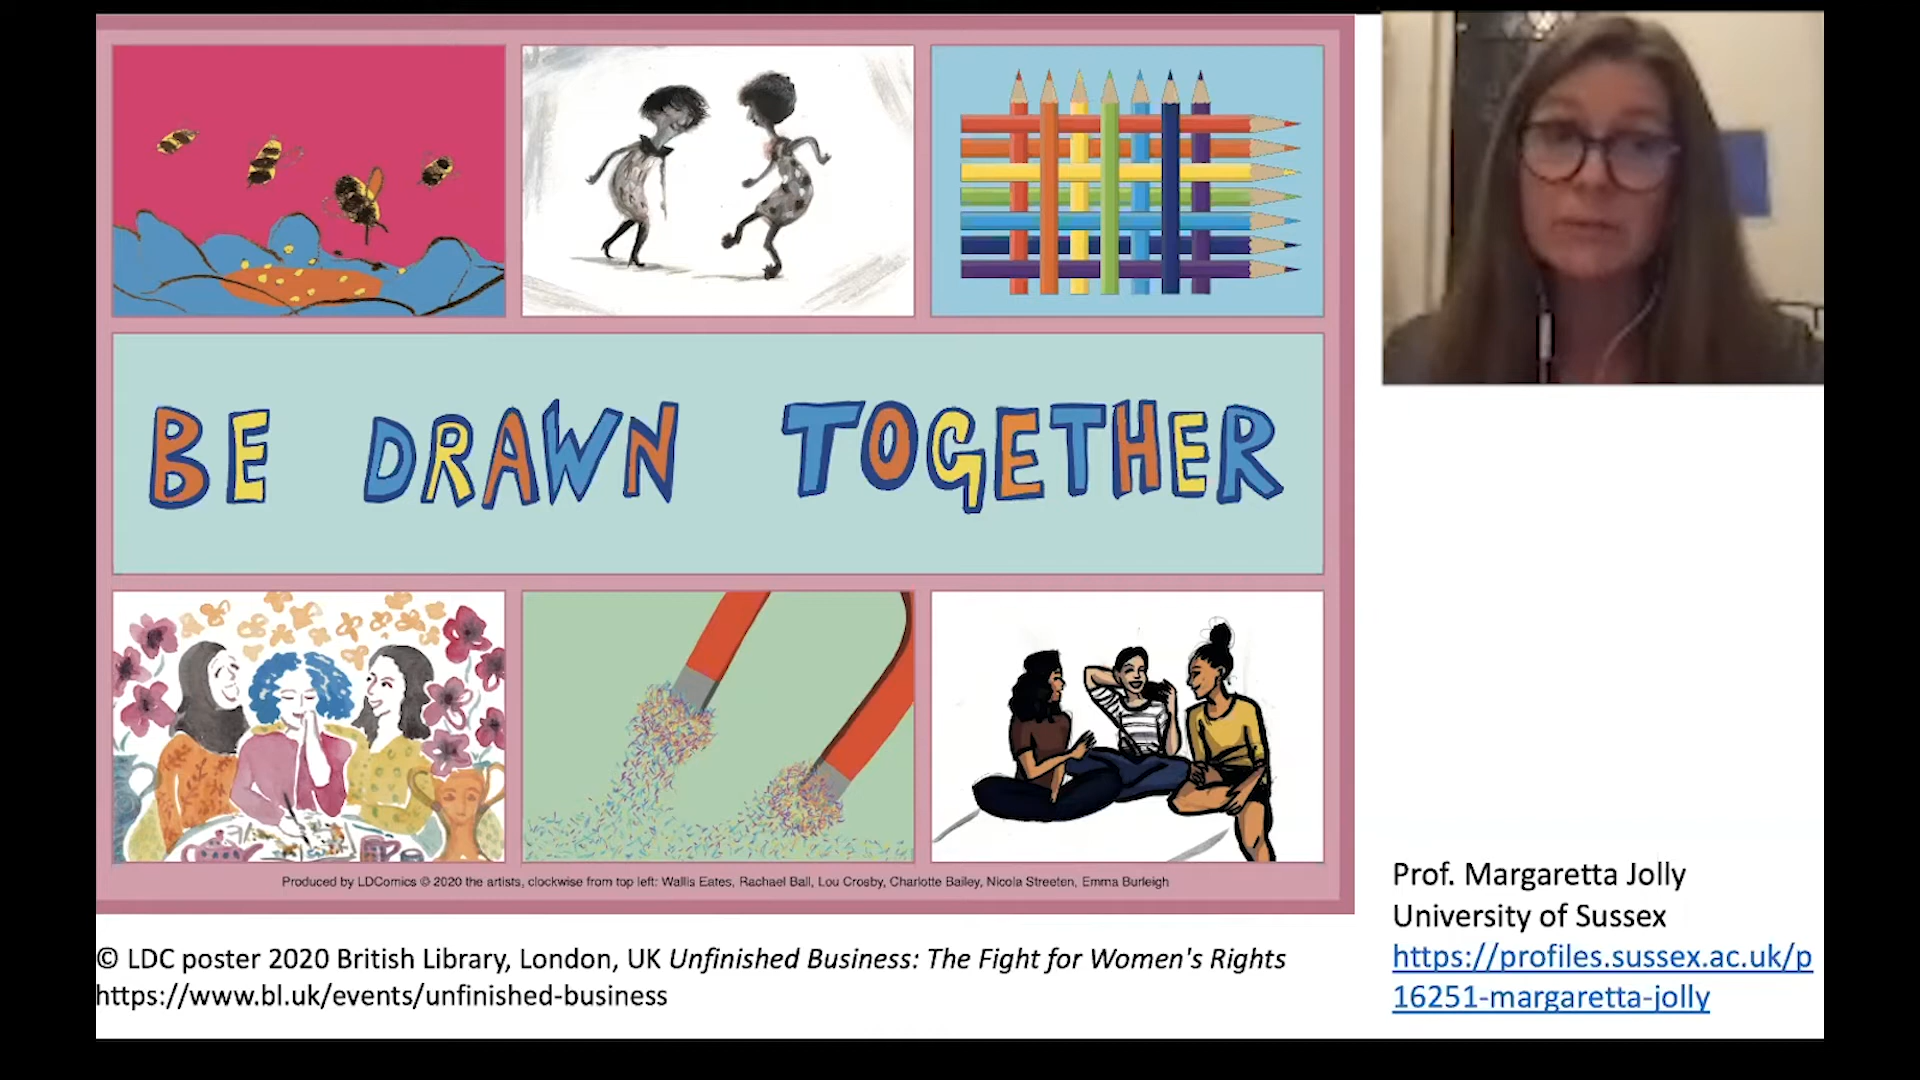 BE DRAWN TOGETHER
Produced by LDComics © 2020 the artists, clockwise from top left: Wallis Eates, Rachael Ball, Lou Crosby, Charlotte Bailey, Nicola Streeten, Emma Burleigh
© LDC poster 2020 British Library, London, UK Unfinished Business: The Fight for Women's Rights
https://www.bl.uk/events/unfinished-business
Prof. Margaretta Jolly
University of Sussex
https://profiles.sussex.ac.uk/p
16251-margaretta-jolly